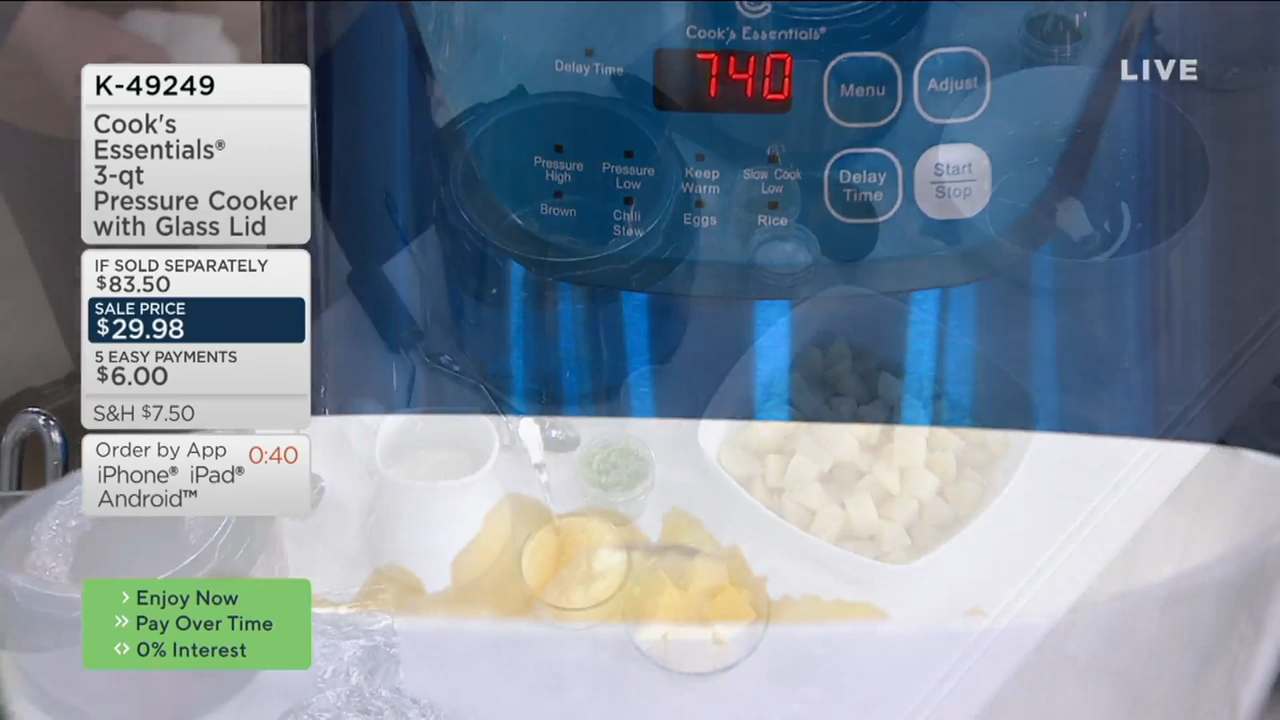 K-49249
Cook's
Essentials®
3-qt
Pressure Cooker
with Glass Lid
IF SOLD SEPARATELY
$83.50
SALE PRICE
$29.98
5 EASY PAYMENTS
$6.00
S&H $7.50
Order by App 0:40
iPhone® iPad®
Android™
> Enjoy Now
>> Pay Over Time
<> 0% Interest
LIVE
Cook's Essentials®
Delay Time
740
Menu
Adjust
Pressure
High
Pressure
Low
Keep
Warm
Slow Cook
Low
Delay
Time
Start
Stop
Brown
Chili
Stew
Eggs
Rice